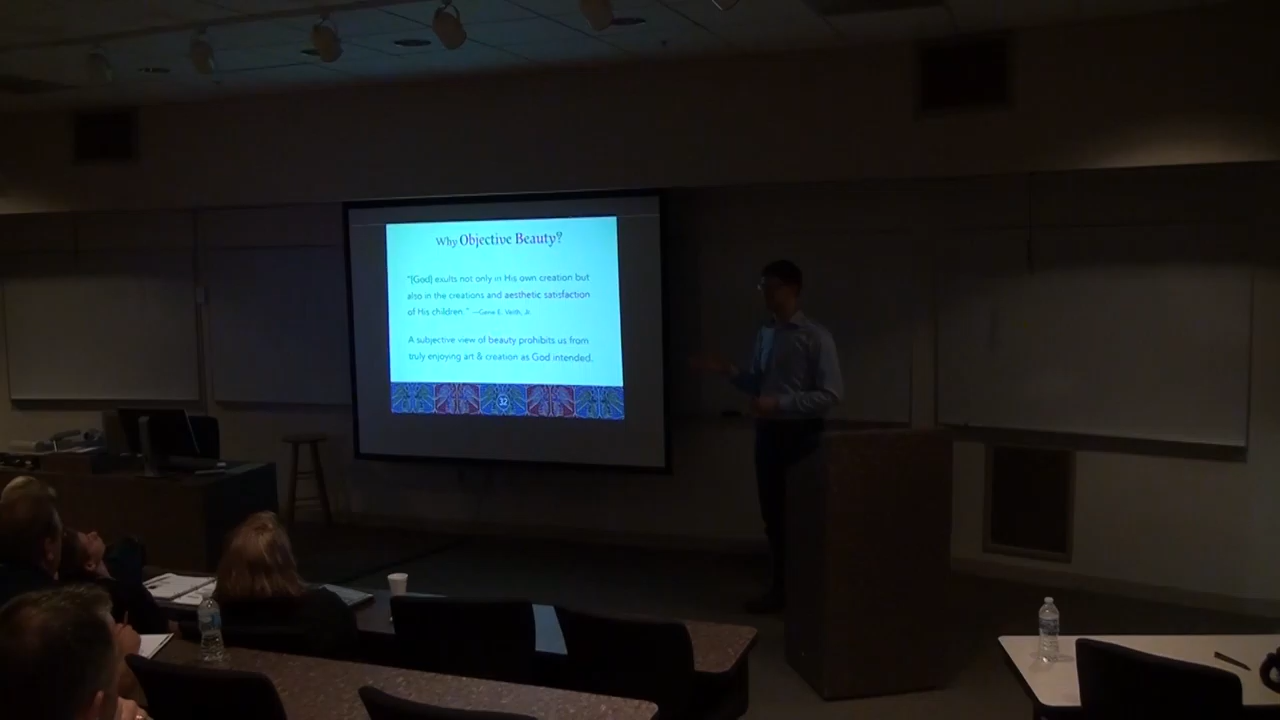 Why Objective Beauty?
"[God] exults not only in His own creation but
also in the creations and aesthetic satisfaction
of His children." —Gene E. Veith, Jr.
A subjective view of beauty prohibits us from
truly enjoying art & creation as God intended.
32